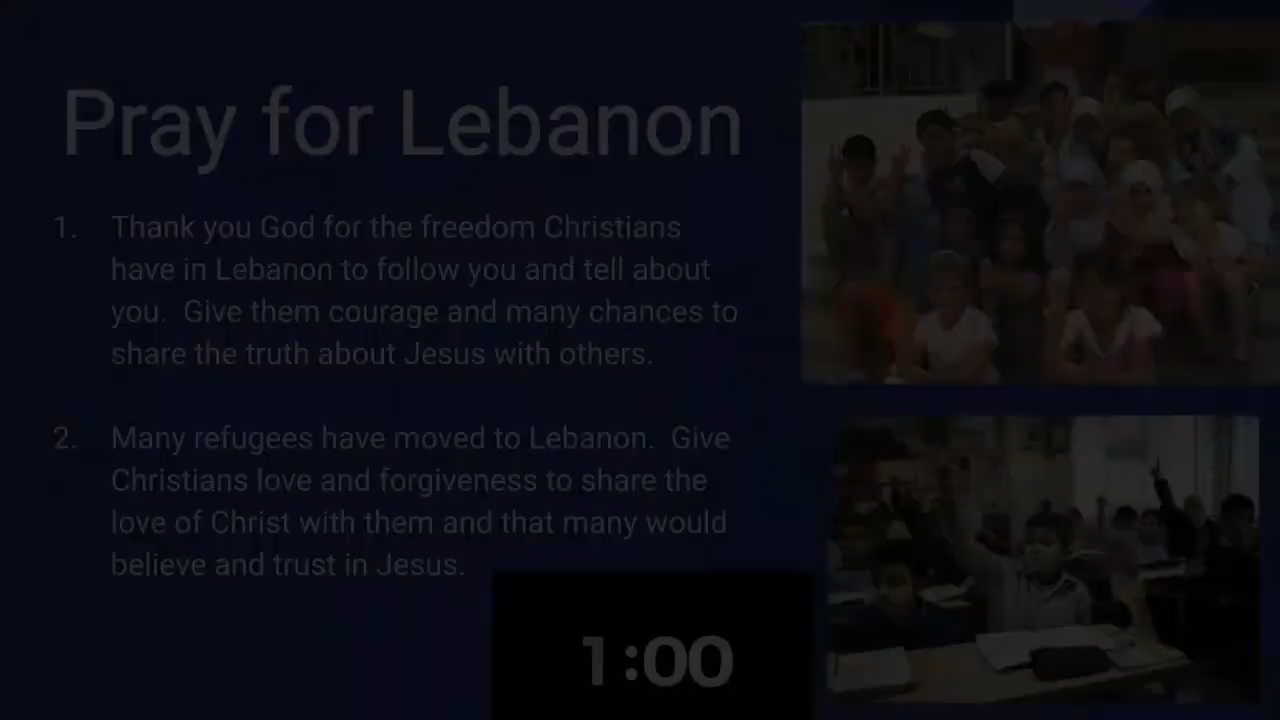 Pray for Lebanon
1. Thank you God for the freedom Christians
have in Lebanon to follow you and tell about
you.  Give them courage and many chances to
share the truth about Jesus with others.
2. Many refugees have moved to Lebanon.  Give
Christians love and forgiveness to share the
love of Christ with them and that many would
believe and trust in Jesus.
1:00